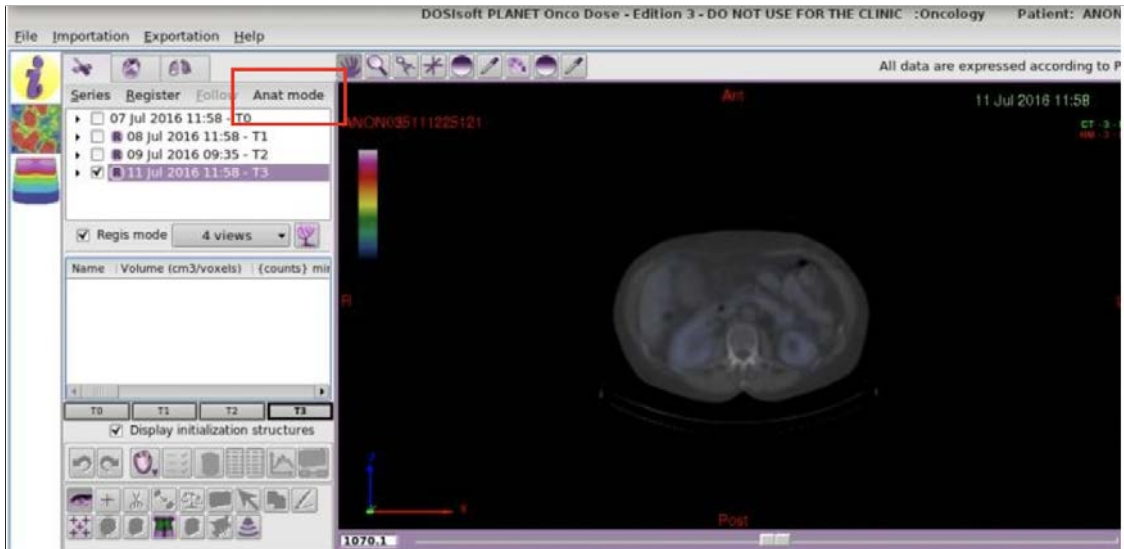 DOSIsoft PLANET Onco Dose - Edition 3 - DO NOT USE FOR THE CLINIC :Oncology Patient: ANON
File Importation Exportation Help
All data are expressed according to P
Series Register Follow Anat mode
07 Jul 2016 11:58 - T0
R 08 Jul 2016 11:58 - T1
R 09 Jul 2016 09:35 - T2
R 11 Jul 2016 11:58 - T3
Regis mode 4 views
Name Volume (cm3/voxels) {counts} min
T0 T1 T2 T3
Display initialization structures
Ant
11 Jul 2016 11:58
ANON035111225121
CT - 3 -
R
Z
X
Post
1070.1